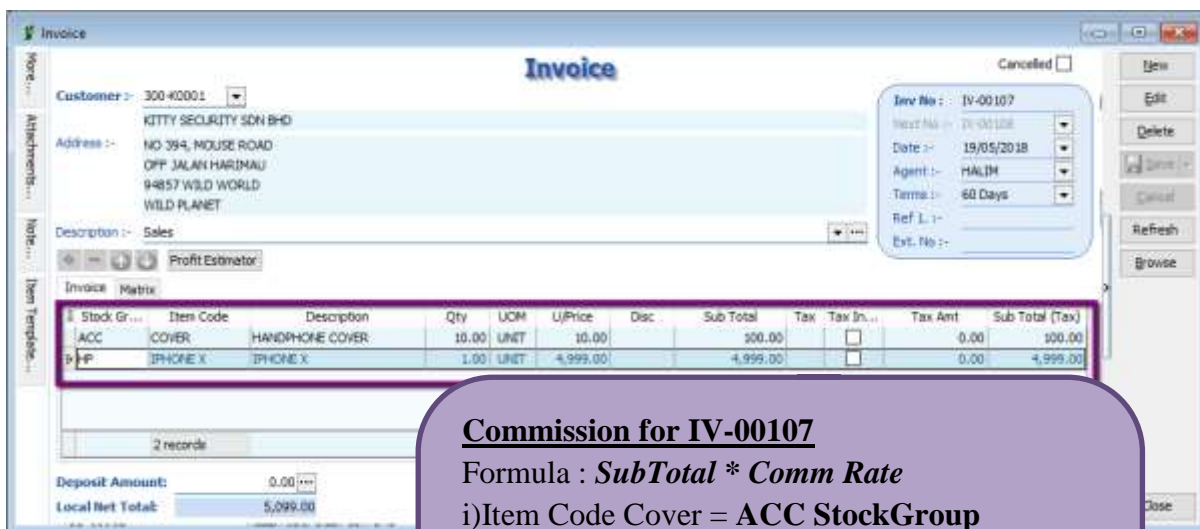 Invoice
Invoice
Cancelled
More...
Attachments...
Note...
Item Template...
Customer :- 300-K0001
KITTY SECURITY SDN BHD
Address :- NO 394, MOUSE ROAD
OFF JALAN HARIMAU
94857 WILD WORLD
WILD PLANET
Description :- Sales
Inv No : IV-00107
Next No :- IV-00108
Date :- 19/05/2018
Agent :- HALIM
Terms :- 60 Days
Ref 1. :-
Ext. No :-
New
Edit
Delete
Save
Cancel
Refresh
Browse
Profit Estimator
Invoice Matrix
Stock Gr... Item Code Description Qty UOM U/Price Disc Sub Total Tax Tax In... Tax Amt Sub Total (Tax)
ACC COVER HANDPHONE COVER 10.00 UNIT 10.00 100.00 0.00 100.00
HP IPHONE X IPHONE X 1.00 UNIT 4,999.00 4,999.00 0.00 4,999.00
2 records
Deposit Amount: 0.00
Local Net Total: 5,099.00
Close
Commission for IV-00107
Formula : SubTotal * Comm Rate
i)Item Code Cover = ACC StockGroup